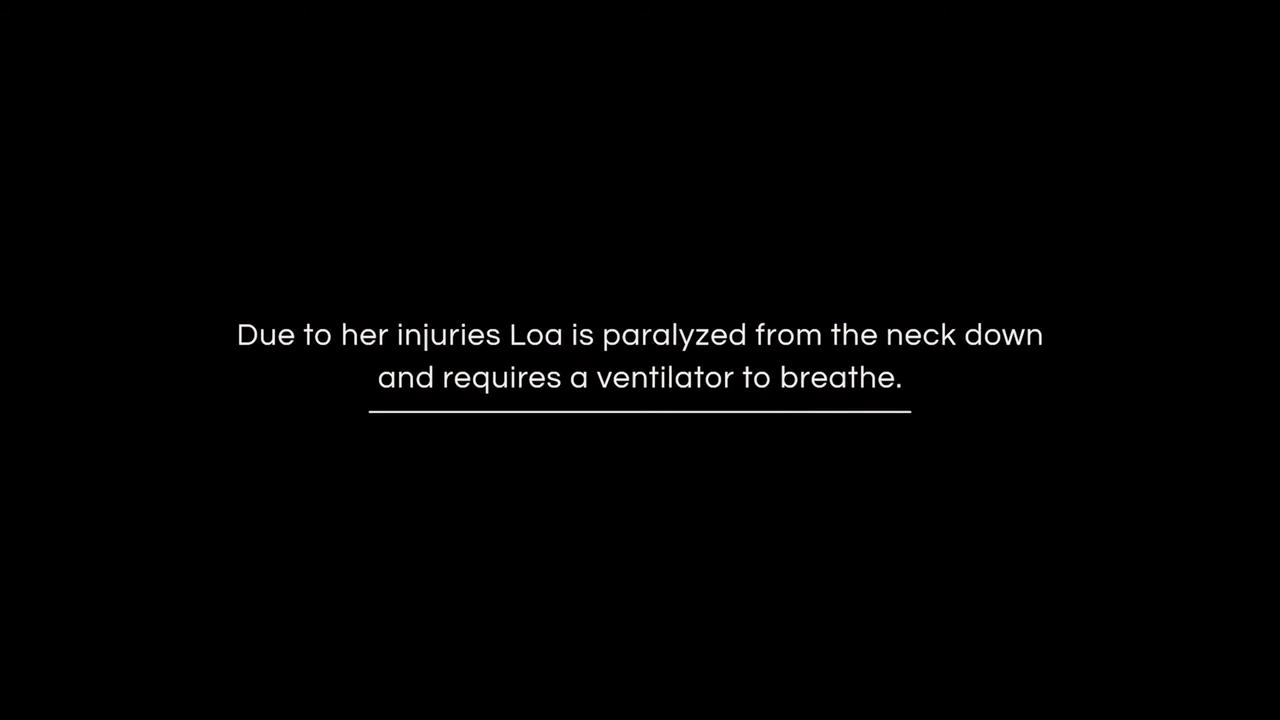 Due to her injuries Loa is paralyzed from the neck down
and requires a ventilator to breathe.